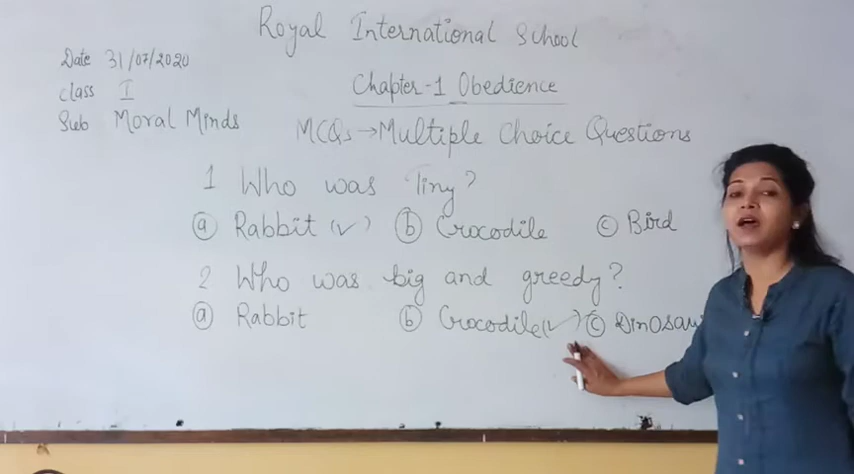 Royal International School
Date 31/07/2020
class I
Sub Moral Minds
Chapter-1 Obedience
MCQs→Multiple Choice Questions
1 Who was Tiny?
ⓐ Rabbit (✓) ⓑ Crocodile ⓒ Bird
2 Who was big and greedy?
ⓐ Rabbit ⓑ Crocodile(✓) ⓒ